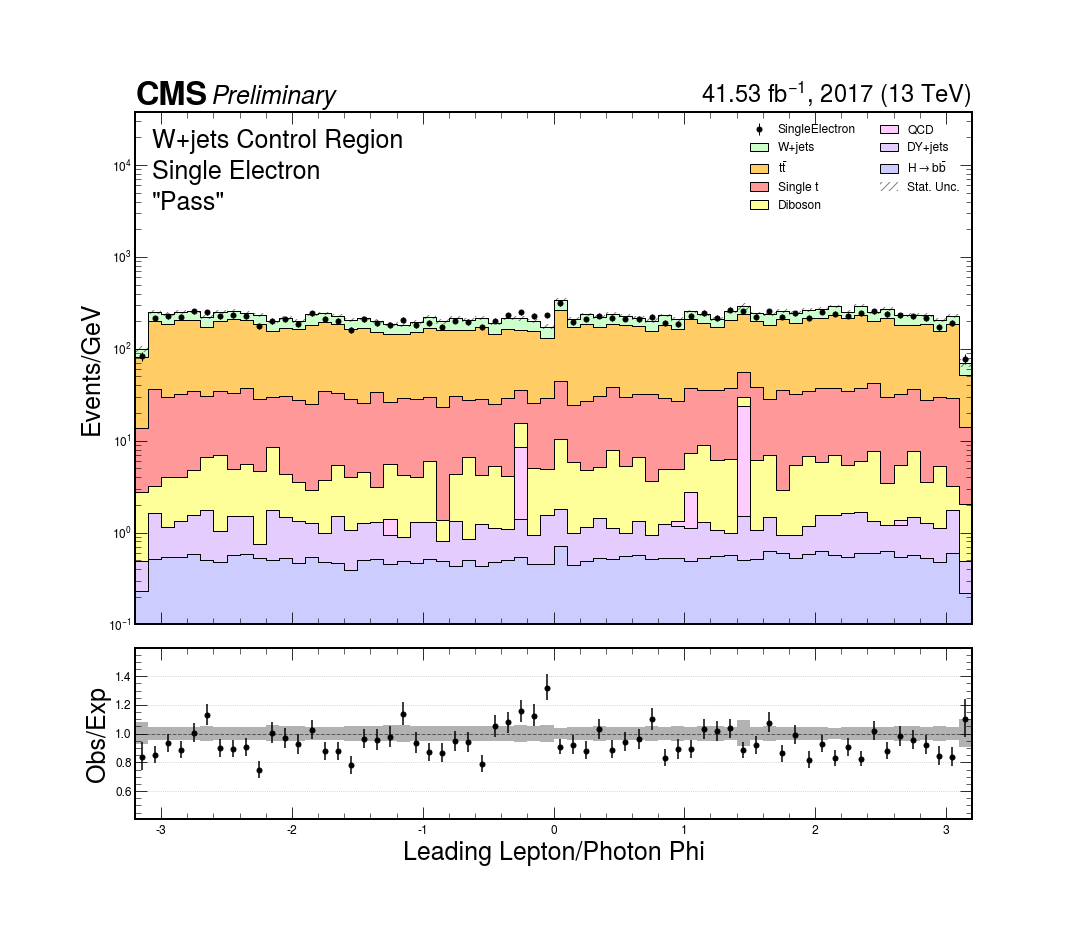 CMS Preliminary
41.53 fb⁻¹, 2017 (13 TeV)
W+jets Control Region
Single Electron
"Pass"
SingleElectron
W+jets
tt̄
Single t
Diboson
QCD
DY+jets
H→bb̄
Stat. Unc.
Events/GeV
10⁴
10³
10²
10¹
10⁰
10⁻¹
Obs/Exp
1.4
1.2
1.0
0.8
0.6
-3 -2 -1 0 1 2 3
Leading Lepton/Photon Phi